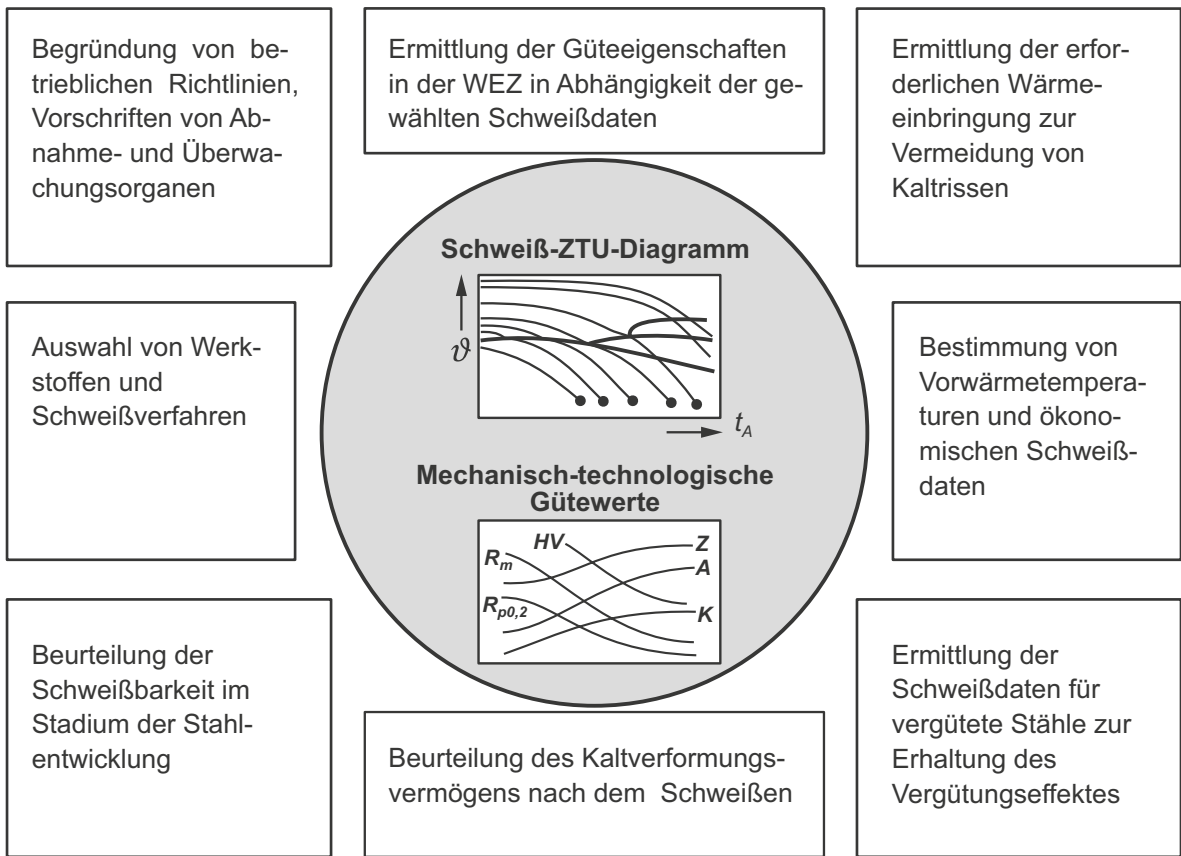 Begründung von be-
trieblichen Richtlinien,
Vorschriften von Ab-
nahme- und Überwa-
chungsorganen
Ermittlung der Güteeigenschaften
in der WEZ in Abhängigkeit der ge-
wählten Schweißdaten
Ermittlung der erfor-
derlichen Wärme-
einbringung zur
Vermeidung von
Kaltrissen
Auswahl von Werk-
stoffen und
Schweißverfahren
Schweiß-ZTU-Diagramm
ϑ
t_A
Mechanisch-technologische
Gütewerte
HV
Z
R_m
A
R_p0,2
K
Bestimmung von
Vorwärmetempera-
turen und ökono-
mischen Schweiß-
daten
Beurteilung der
Schweißbarkeit im
Stadium der Stahl-
entwicklung
Beurteilung des Kaltverformungs-
vermögens nach dem Schweißen
Ermittlung der
Schweißdaten für
vergütete Stähle zur
Erhaltung des
Vergütungseffektes